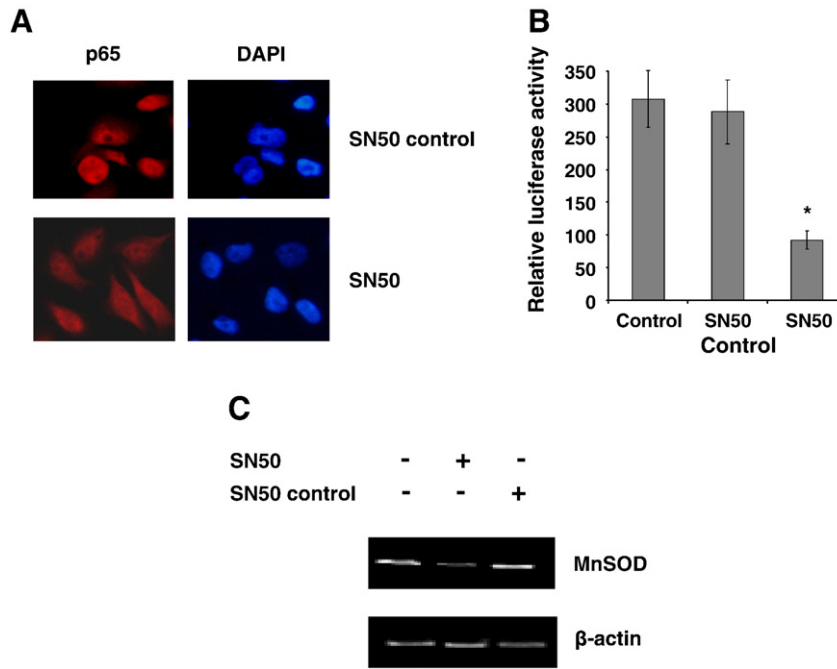 A
p65 DAPI
SN50 control
SN50
B
Relative luciferase activity
350
300
250
200
150
100
50
0
*
Control SN50 SN50
Control
C
SN50 - + -
SN50 control - - +
MnSOD
β-actin